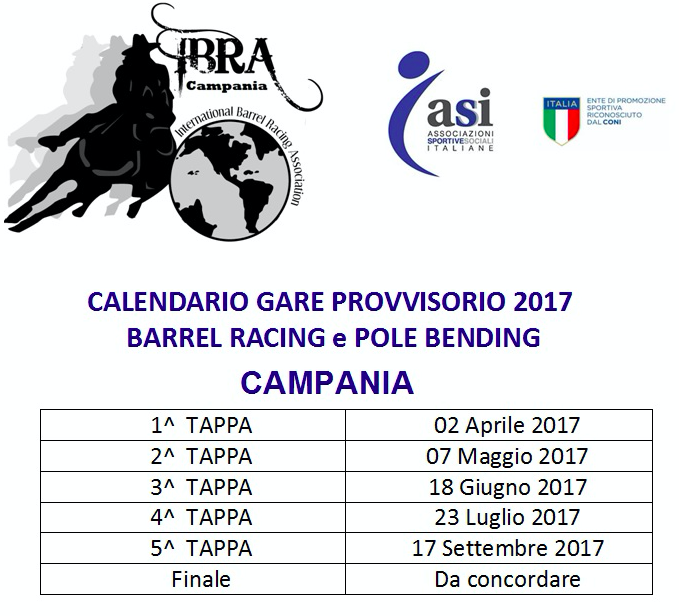 IBRA
Campania
International Barrel Racing Association
asi
ASSOCIAZIONI
SPORTIVESOCIALI
ITALIANE
ITALIA
ENTE DI PROMOZIONE
SPORTIVA
RICONOSCIUTO
DAL CONI
CALENDARIO GARE PROVVISORIO 2017
BARREL RACING e POLE BENDING
CAMPANIA
1^ TAPPA 02 Aprile 2017
2^ TAPPA 07 Maggio 2017
3^ TAPPA 18 Giugno 2017
4^ TAPPA 23 Luglio 2017
5^ TAPPA 17 Settembre 2017
Finale Da concordare